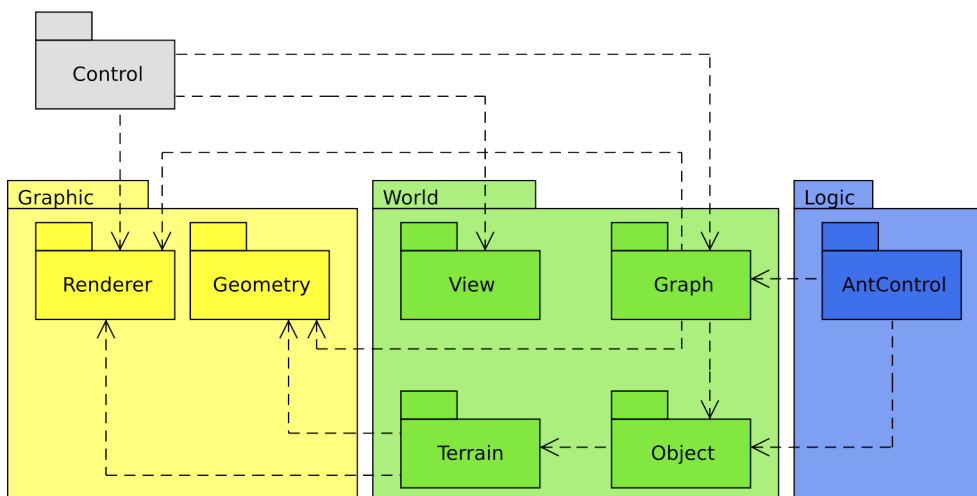 Control
Graphic
World
Logic
Renderer
Geometry
View
Graph
AntControl
Terrain
Object